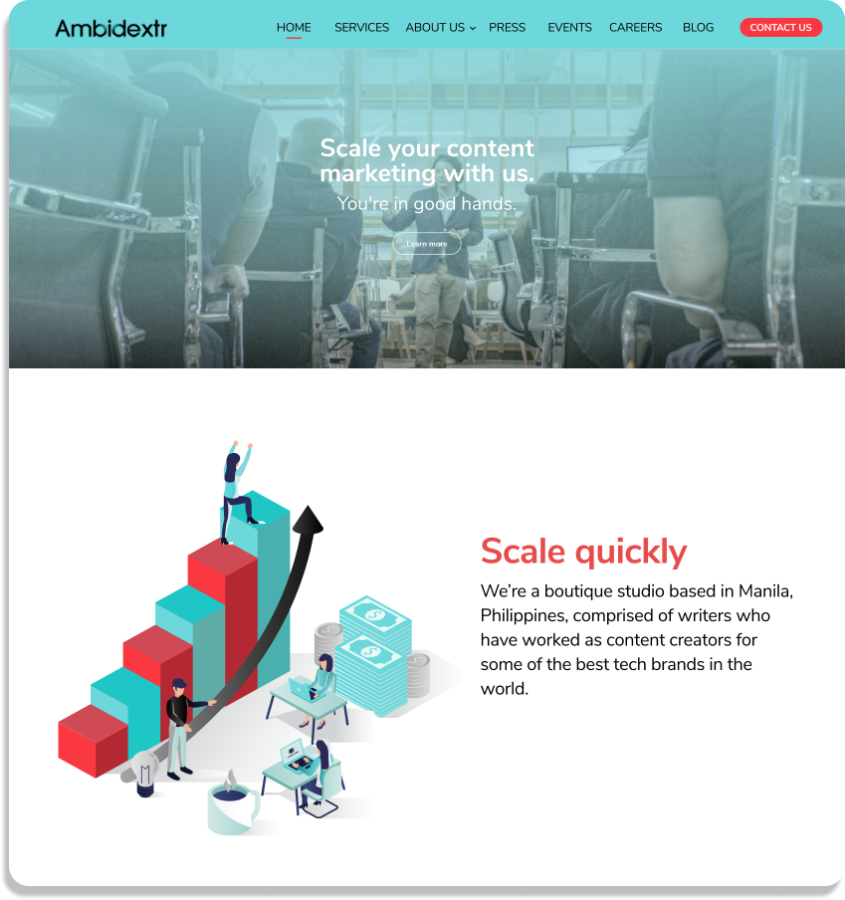 Ambidextr
HOME SERVICES ABOUT US PRESS EVENTS CAREERS BLOG CONTACT US
Scale your content
marketing with us.
You're in good hands.
Learn more
Scale quickly
We’re a boutique studio based in Manila,
Philippines, comprised of writers who
have worked as content creators for
some of the best tech brands in the
world.